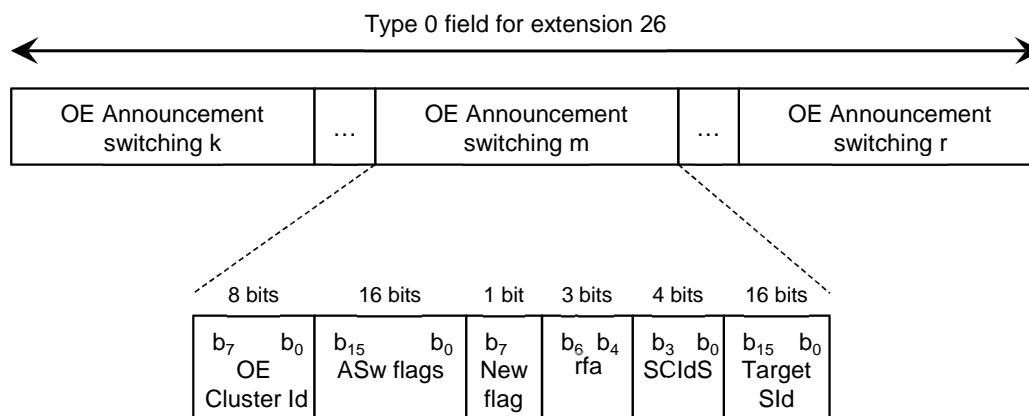 Type 0 field for extension 26
OE Announcement ... OE Announcement ... OE Announcement
switching k switching m switching r
8 bits 16 bits 1 bit 3 bits 4 bits 16 bits
b7 b0 b15 b0 b7 b6 b4 b3 b0 b15 b0
OE ASw flags New rfa SCIdS Target
Cluster Id flag SId